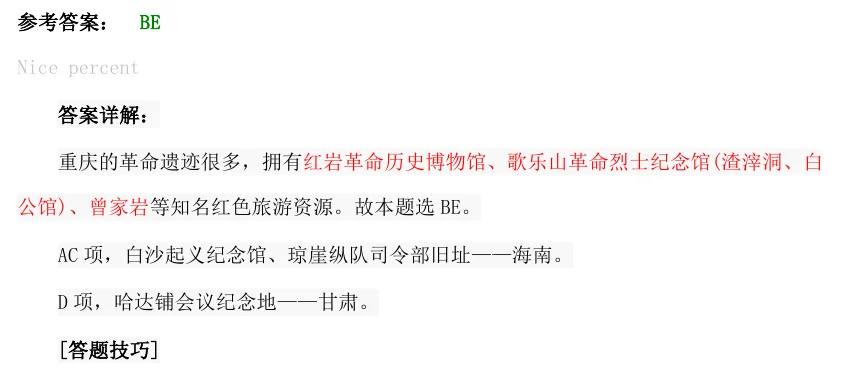 参考答案： BE
Nice percent
答案详解：
重庆的革命遗迹很多，拥有红岩革命历史博物馆、歌乐山革命烈士纪念馆(渣滓洞、白
公馆)、曾家岩等知名红色旅游资源。故本题选 BE。
AC 项，白沙起义纪念馆、琼崖纵队司令部旧址——海南。
D 项，哈达铺会议纪念地——甘肃。
[答题技巧]